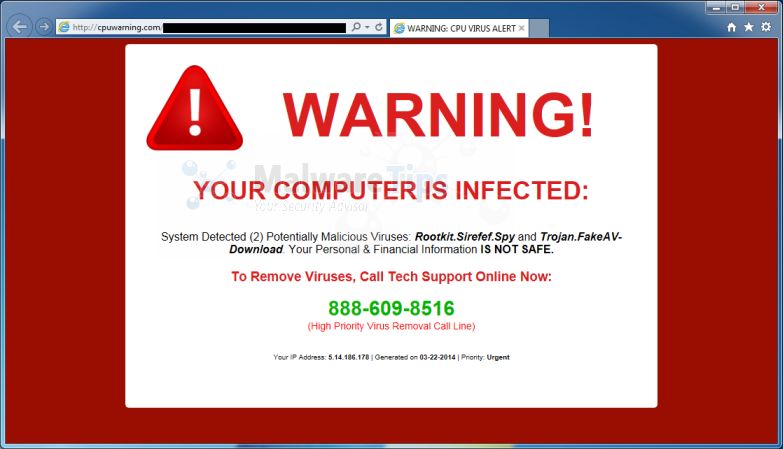 http://cpuwarning.com/
WARNING: CPU VIRUS ALERT
WARNING!
YOUR COMPUTER IS INFECTED:
MalwareTips
Your Security Advisor
System Detected (2) Potentially Malicious Viruses: Rootkit.Sirefef.Spy and Trojan.FakeAV-
Download. Your Personal & Financial Information IS NOT SAFE.
To Remove Viruses, Call Tech Support Online Now:
888-609-8516
(High Priority Virus Removal Call Line)
Your IP Address: 5.14.186.178 | Generated on 03-22-2014 | Priority: Urgent